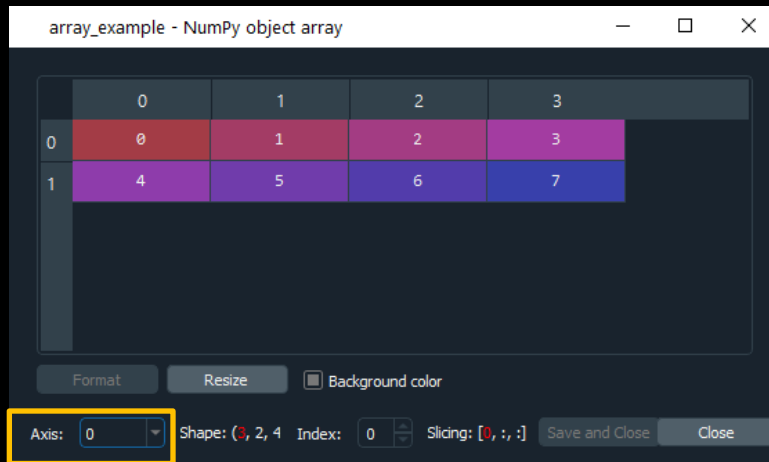 array_example - NumPy object array
0 1 2 3
0 0 1 2 3
1 4 5 6 7
Format Resize Background color
Axis: 0 Shape: (3, 2, 4 Index: 0 Slicing: [0, :, :] Save and Close Close